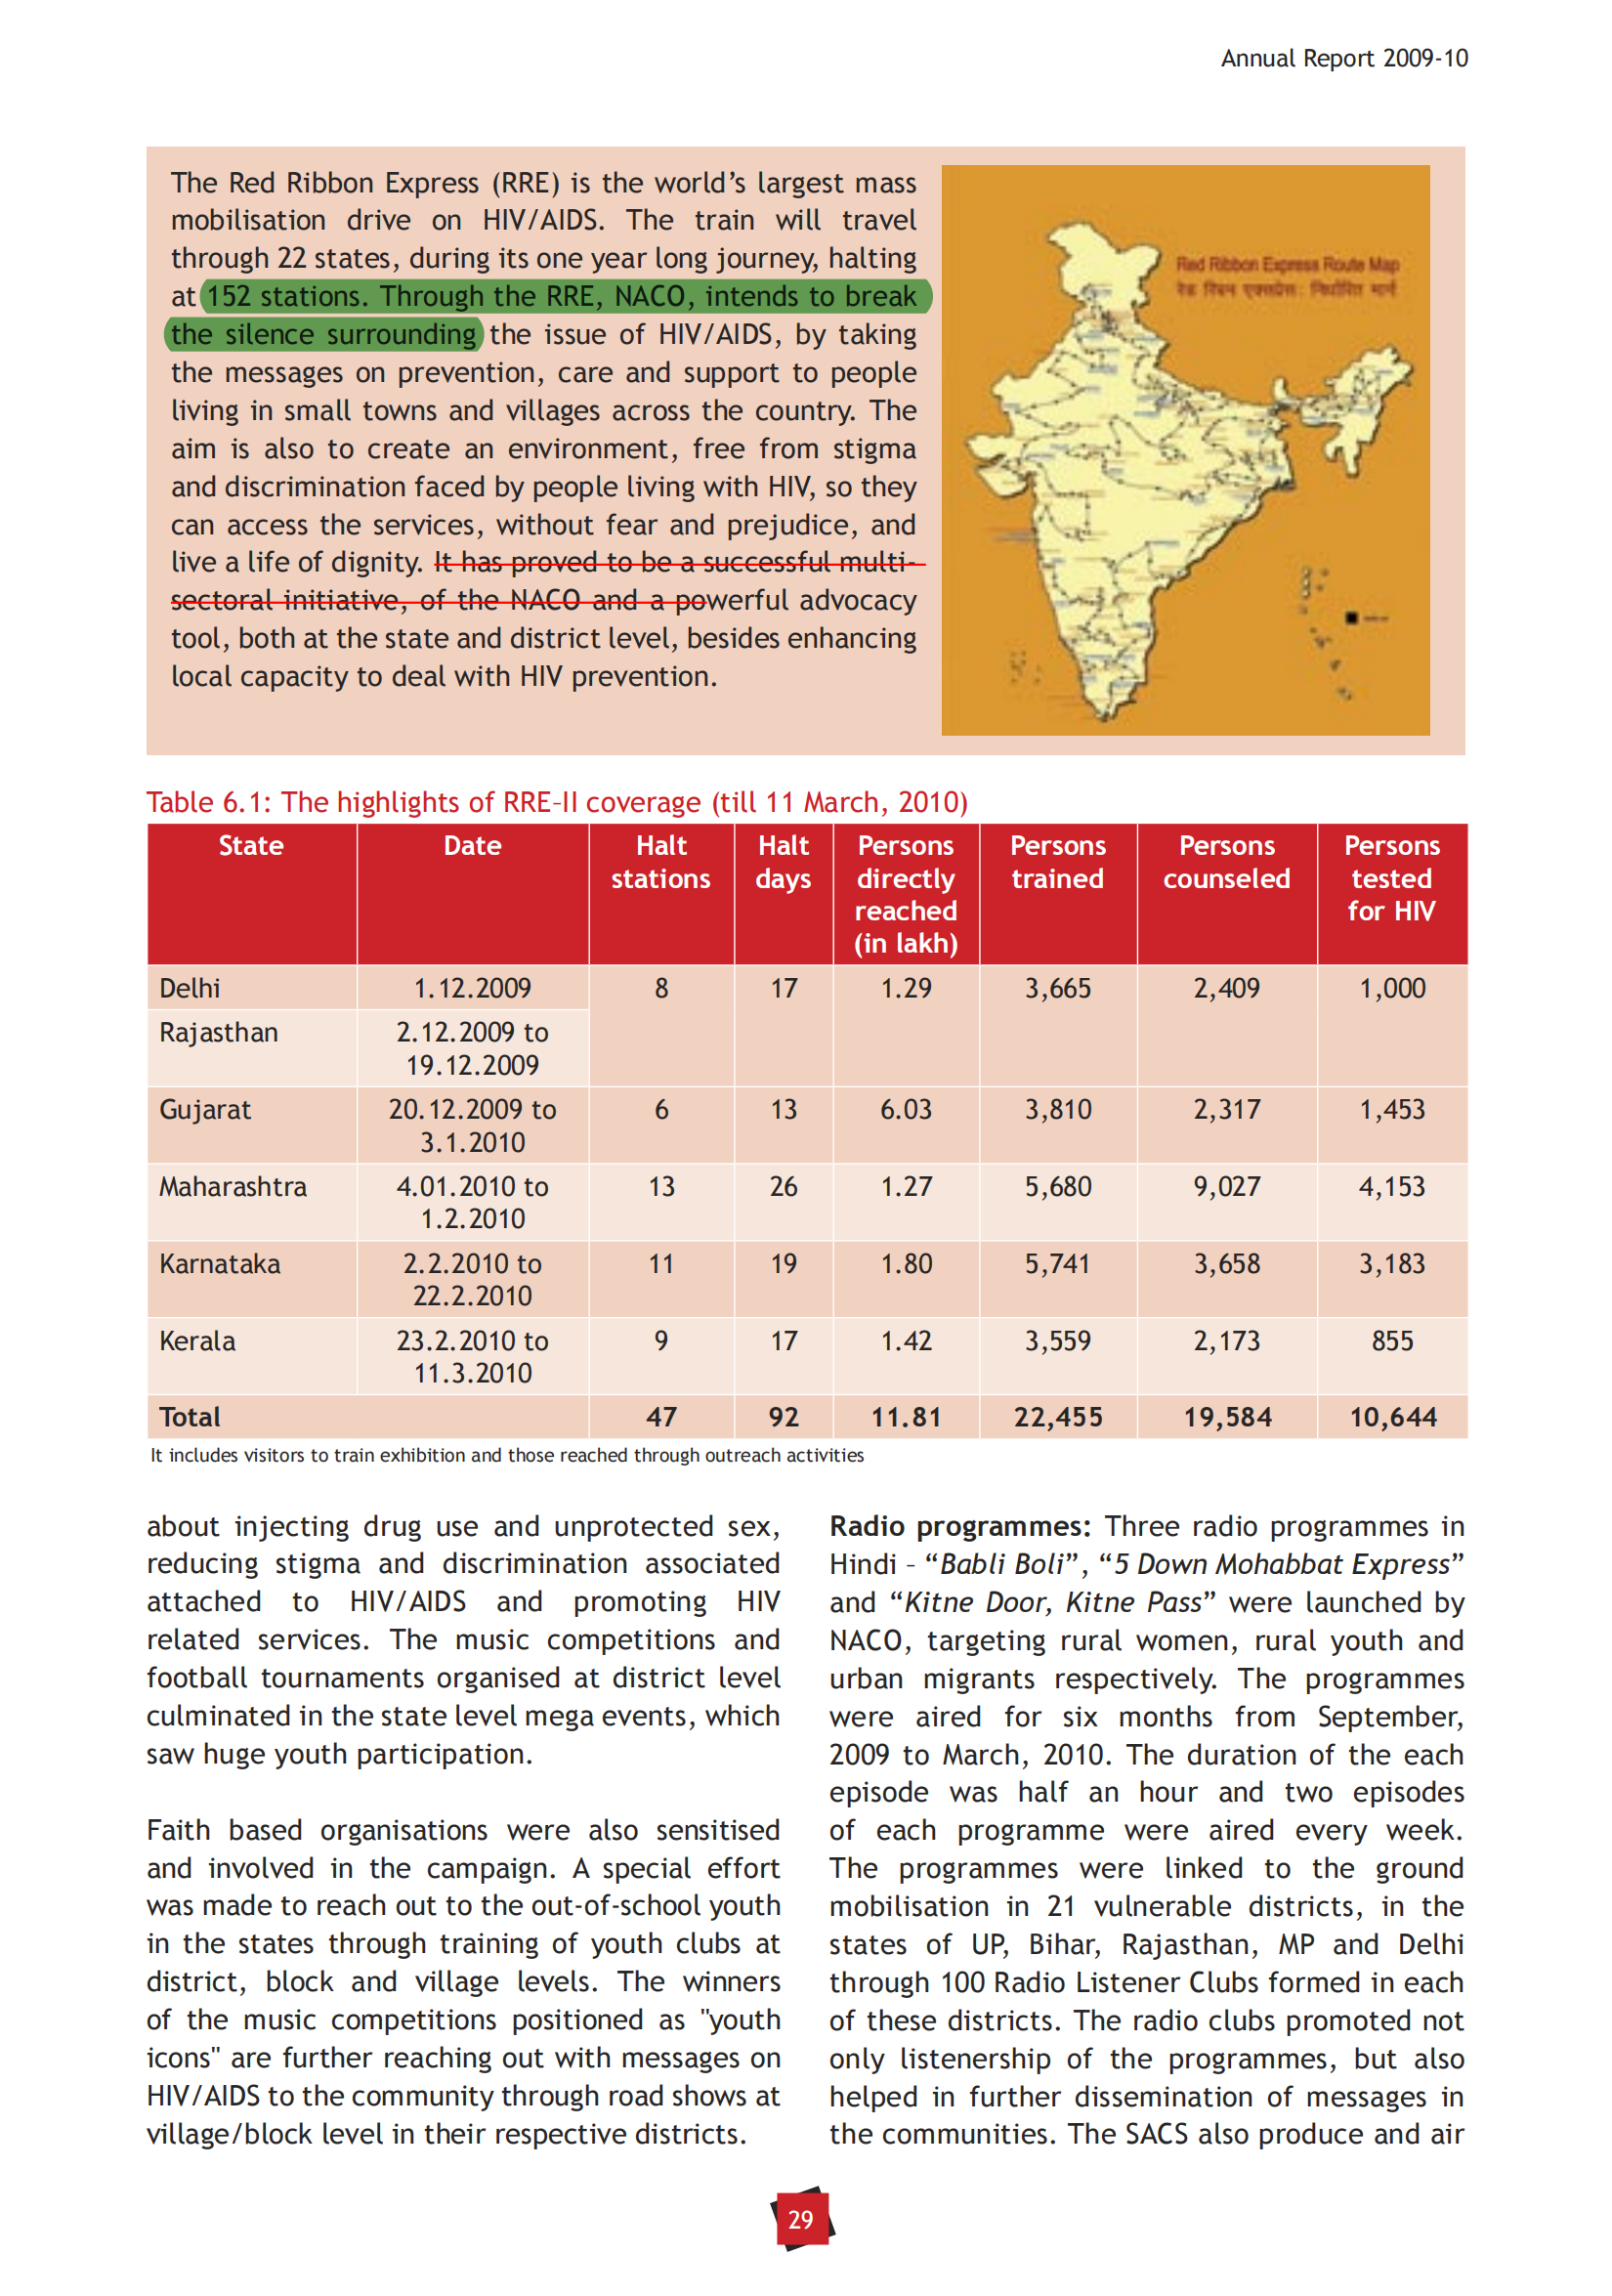 Annual Report 2009-10
The Red Ribbon Express (RRE) is the world’s largest mass
mobilisation drive on HIV/AIDS. The train will travel
through 22 states, during its one year long journey, halting
at 152 stations. Through the RRE, NACO, intends to break
the silence surrounding the issue of HIV/AIDS, by taking
the messages on prevention, care and support to people
living in small towns and villages across the country. The
aim is also to create an environment, free from stigma
and discrimination faced by people living with HIV, so they
can access the services, without fear and prejudice, and
live a life of dignity. It has proved to be a successful multi-
sectoral initiative, of the NACO and a powerful advocacy
tool, both at the state and district level, besides enhancing
local capacity to deal with HIV prevention.
Red Ribbon Express Route Map
रेड रिबन एक्सप्रेस: निर्धारित मार्ग
Table 6.1: The highlights of RRE-II coverage (till 11 March, 2010)
State Date Halt stations Halt days Persons directly reached (in lakh) Persons trained Persons counseled Persons tested for HIV
Delhi 1.12.2009 8 17 1.29 3,665 2,409 1,000
Rajasthan 2.12.2009 to
19.12.2009
Gujarat 20.12.2009 to 6 13 6.03 3,810 2,317 1,453
3.1.2010
Maharashtra 4.01.2010 to 13 26 1.27 5,680 9,027 4,153
1.2.2010
Karnataka 2.2.2010 to 11 19 1.80 5,741 3,658 3,183
22.2.2010
Kerala 23.2.2010 to 9 17 1.42 3,559 2,173 855
11.3.2010
Total 47 92 11.81 22,455 19,584 10,644
It includes visitors to train exhibition and those reached through outreach activities
about injecting drug use and unprotected sex,
reducing stigma and discrimination associated
attached to HIV/AIDS and promoting HIV
related services. The music competitions and
football tournaments organised at district level
culminated in the state level mega events, which
saw huge youth participation.
Faith based organisations were also sensitised
and involved in the campaign. A special effort
was made to reach out to the out-of-school youth
in the states through training of youth clubs at
district, block and village levels. The winners
of the music competitions positioned as "youth
icons" are further reaching out with messages on
HIV/AIDS to the community through road shows at
village/block level in their respective districts.
Radio programmes: Three radio programmes in
Hindi – “Babli Boli”, “5 Down Mohabbat Express”
and “Kitne Door, Kitne Pass” were launched by
NACO, targeting rural women, rural youth and
urban migrants respectively. The programmes
were aired for six months from September,
2009 to March, 2010. The duration of the each
episode was half an hour and two episodes
of each programme were aired every week.
The programmes were linked to the ground
mobilisation in 21 vulnerable districts, in the
states of UP, Bihar, Rajasthan, MP and Delhi
through 100 Radio Listener Clubs formed in each
of these districts. The radio clubs promoted not
only listenership of the programmes, but also
helped in further dissemination of messages in
the communities. The SACS also produce and air
29